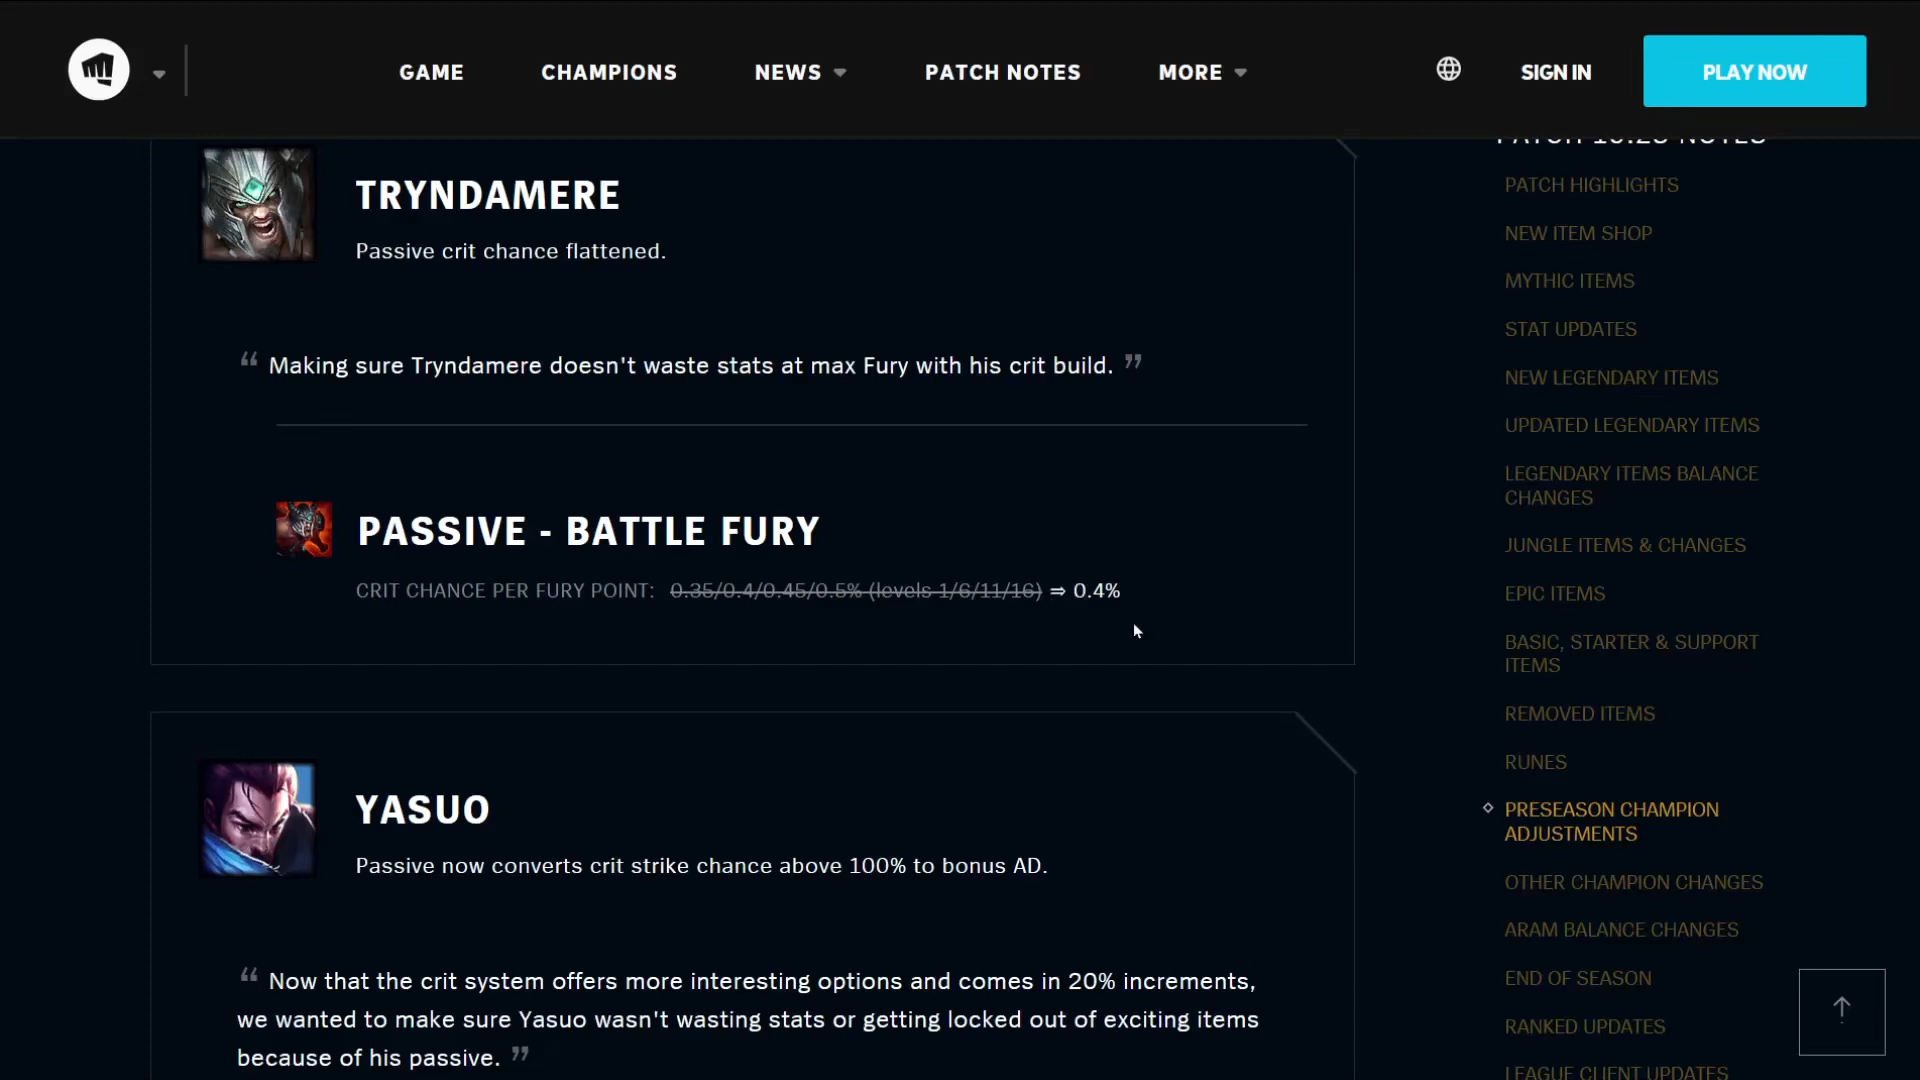 GAME
CHAMPIONS
NEWS
PATCH NOTES
MORE
SIGN IN
PLAY NOW
TRYNDAMERE
Passive crit chance flattened.
“ Making sure Tryndamere doesn't waste stats at max Fury with his crit build. ”
PASSIVE - BATTLE FURY
CRIT CHANCE PER FURY POINT: 0.35/0.4/0.45/0.5% (levels 1/6/11/16) ⇒ 0.4%
YASUO
Passive now converts crit strike chance above 100% to bonus AD.
“ Now that the crit system offers more interesting options and comes in 20% increments,
we wanted to make sure Yasuo wasn't wasting stats or getting locked out of exciting items
because of his passive. ”
PATCH HIGHLIGHTS
NEW ITEM SHOP
MYTHIC ITEMS
STAT UPDATES
NEW LEGENDARY ITEMS
UPDATED LEGENDARY ITEMS
LEGENDARY ITEMS BALANCE
CHANGES
JUNGLE ITEMS & CHANGES
EPIC ITEMS
BASIC, STARTER & SUPPORT
ITEMS
REMOVED ITEMS
RUNES
PRESEASON CHAMPION
ADJUSTMENTS
OTHER CHAMPION CHANGES
ARAM BALANCE CHANGES
END OF SEASON
RANKED UPDATES
LEAGUE CLIENT UPDATES